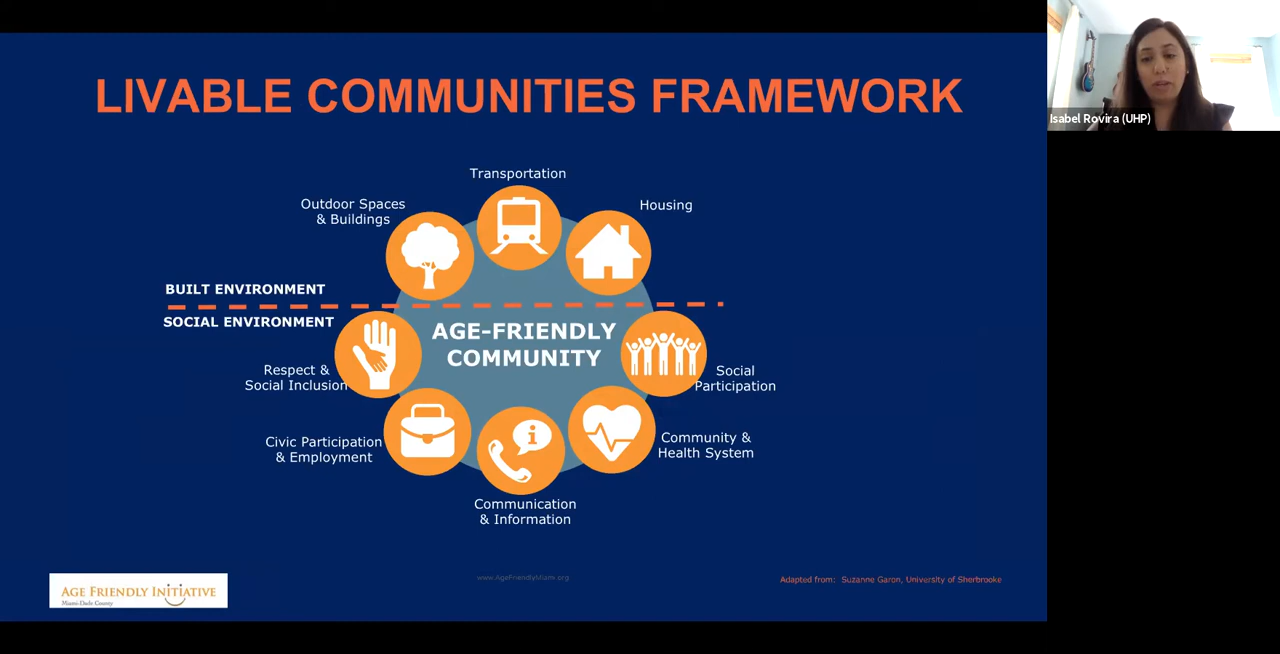 LIVABLE COMMUNITIES FRAMEWORK
Isabel Rovira (UHP)
Transportation
Outdoor Spaces
& Buildings
Housing
BUILT ENVIRONMENT
SOCIAL ENVIRONMENT
AGE-FRIENDLY
COMMUNITY
Respect &
Social Inclusion
Social
Participation
Civic Participation
& Employment
Community &
Health System
i
Communication
& Information
www.AgeFriendlyMiami.org
Adapted from: Suzanne Garon, University of Sherbrooke
AGE FRIENDLY INITIATIVE
Miami-Dade County